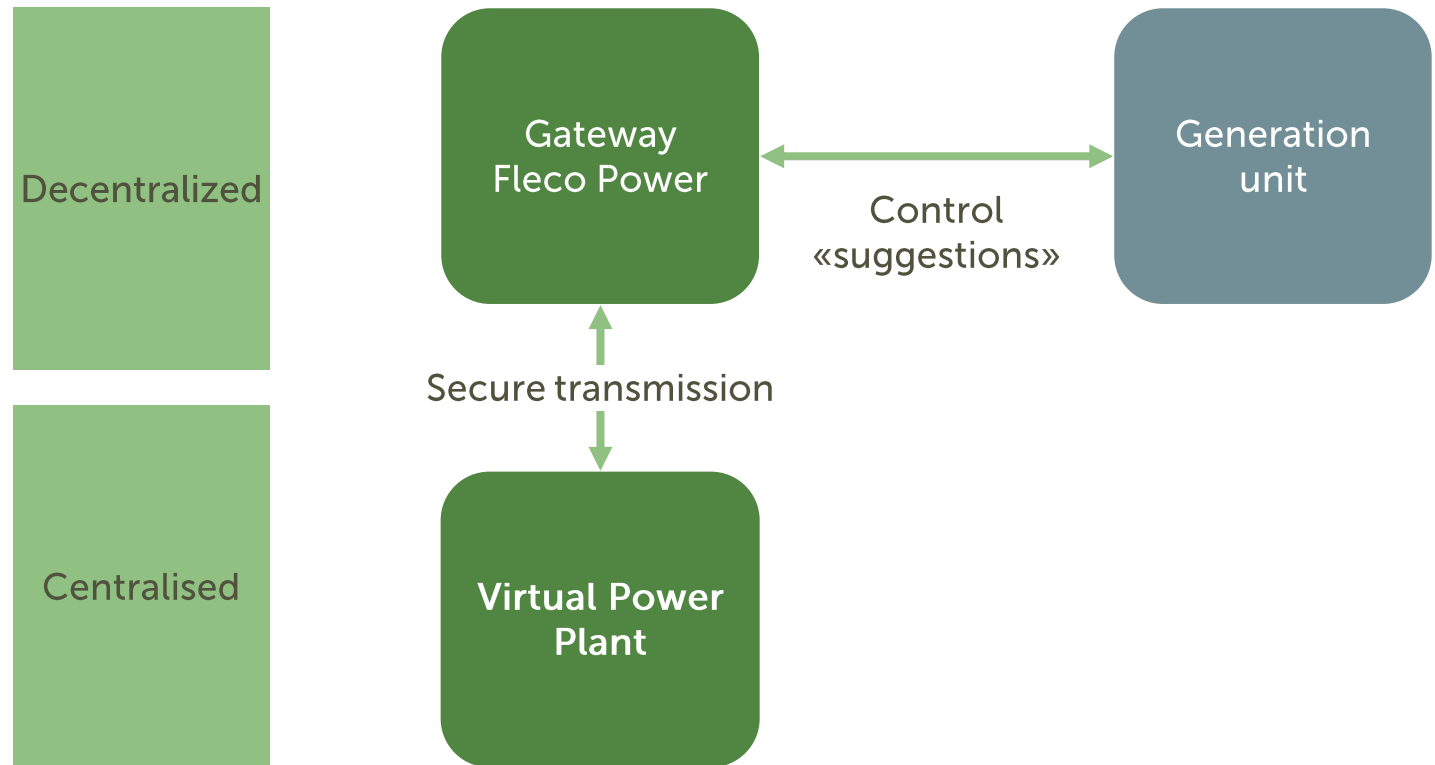 Decentralized
Gateway
Fleco Power
Control
«suggestions»
Generation
unit
Secure transmission
Centralised
Virtual Power
Plant